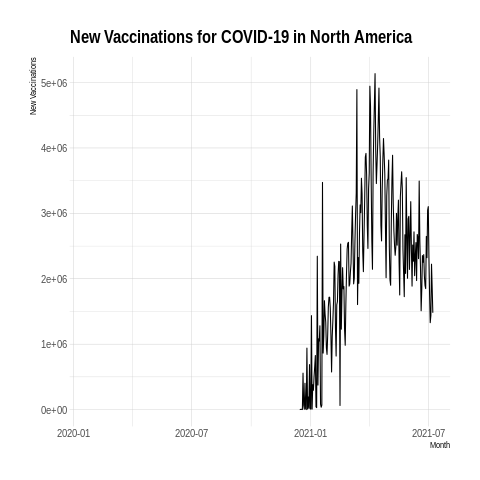 New Vaccinations for COVID-19 in North America
New Vaccinations
5e+06
4e+06
3e+06
2e+06
1e+06
0e+00
2020-01
2020-07
2021-01
2021-07
Month